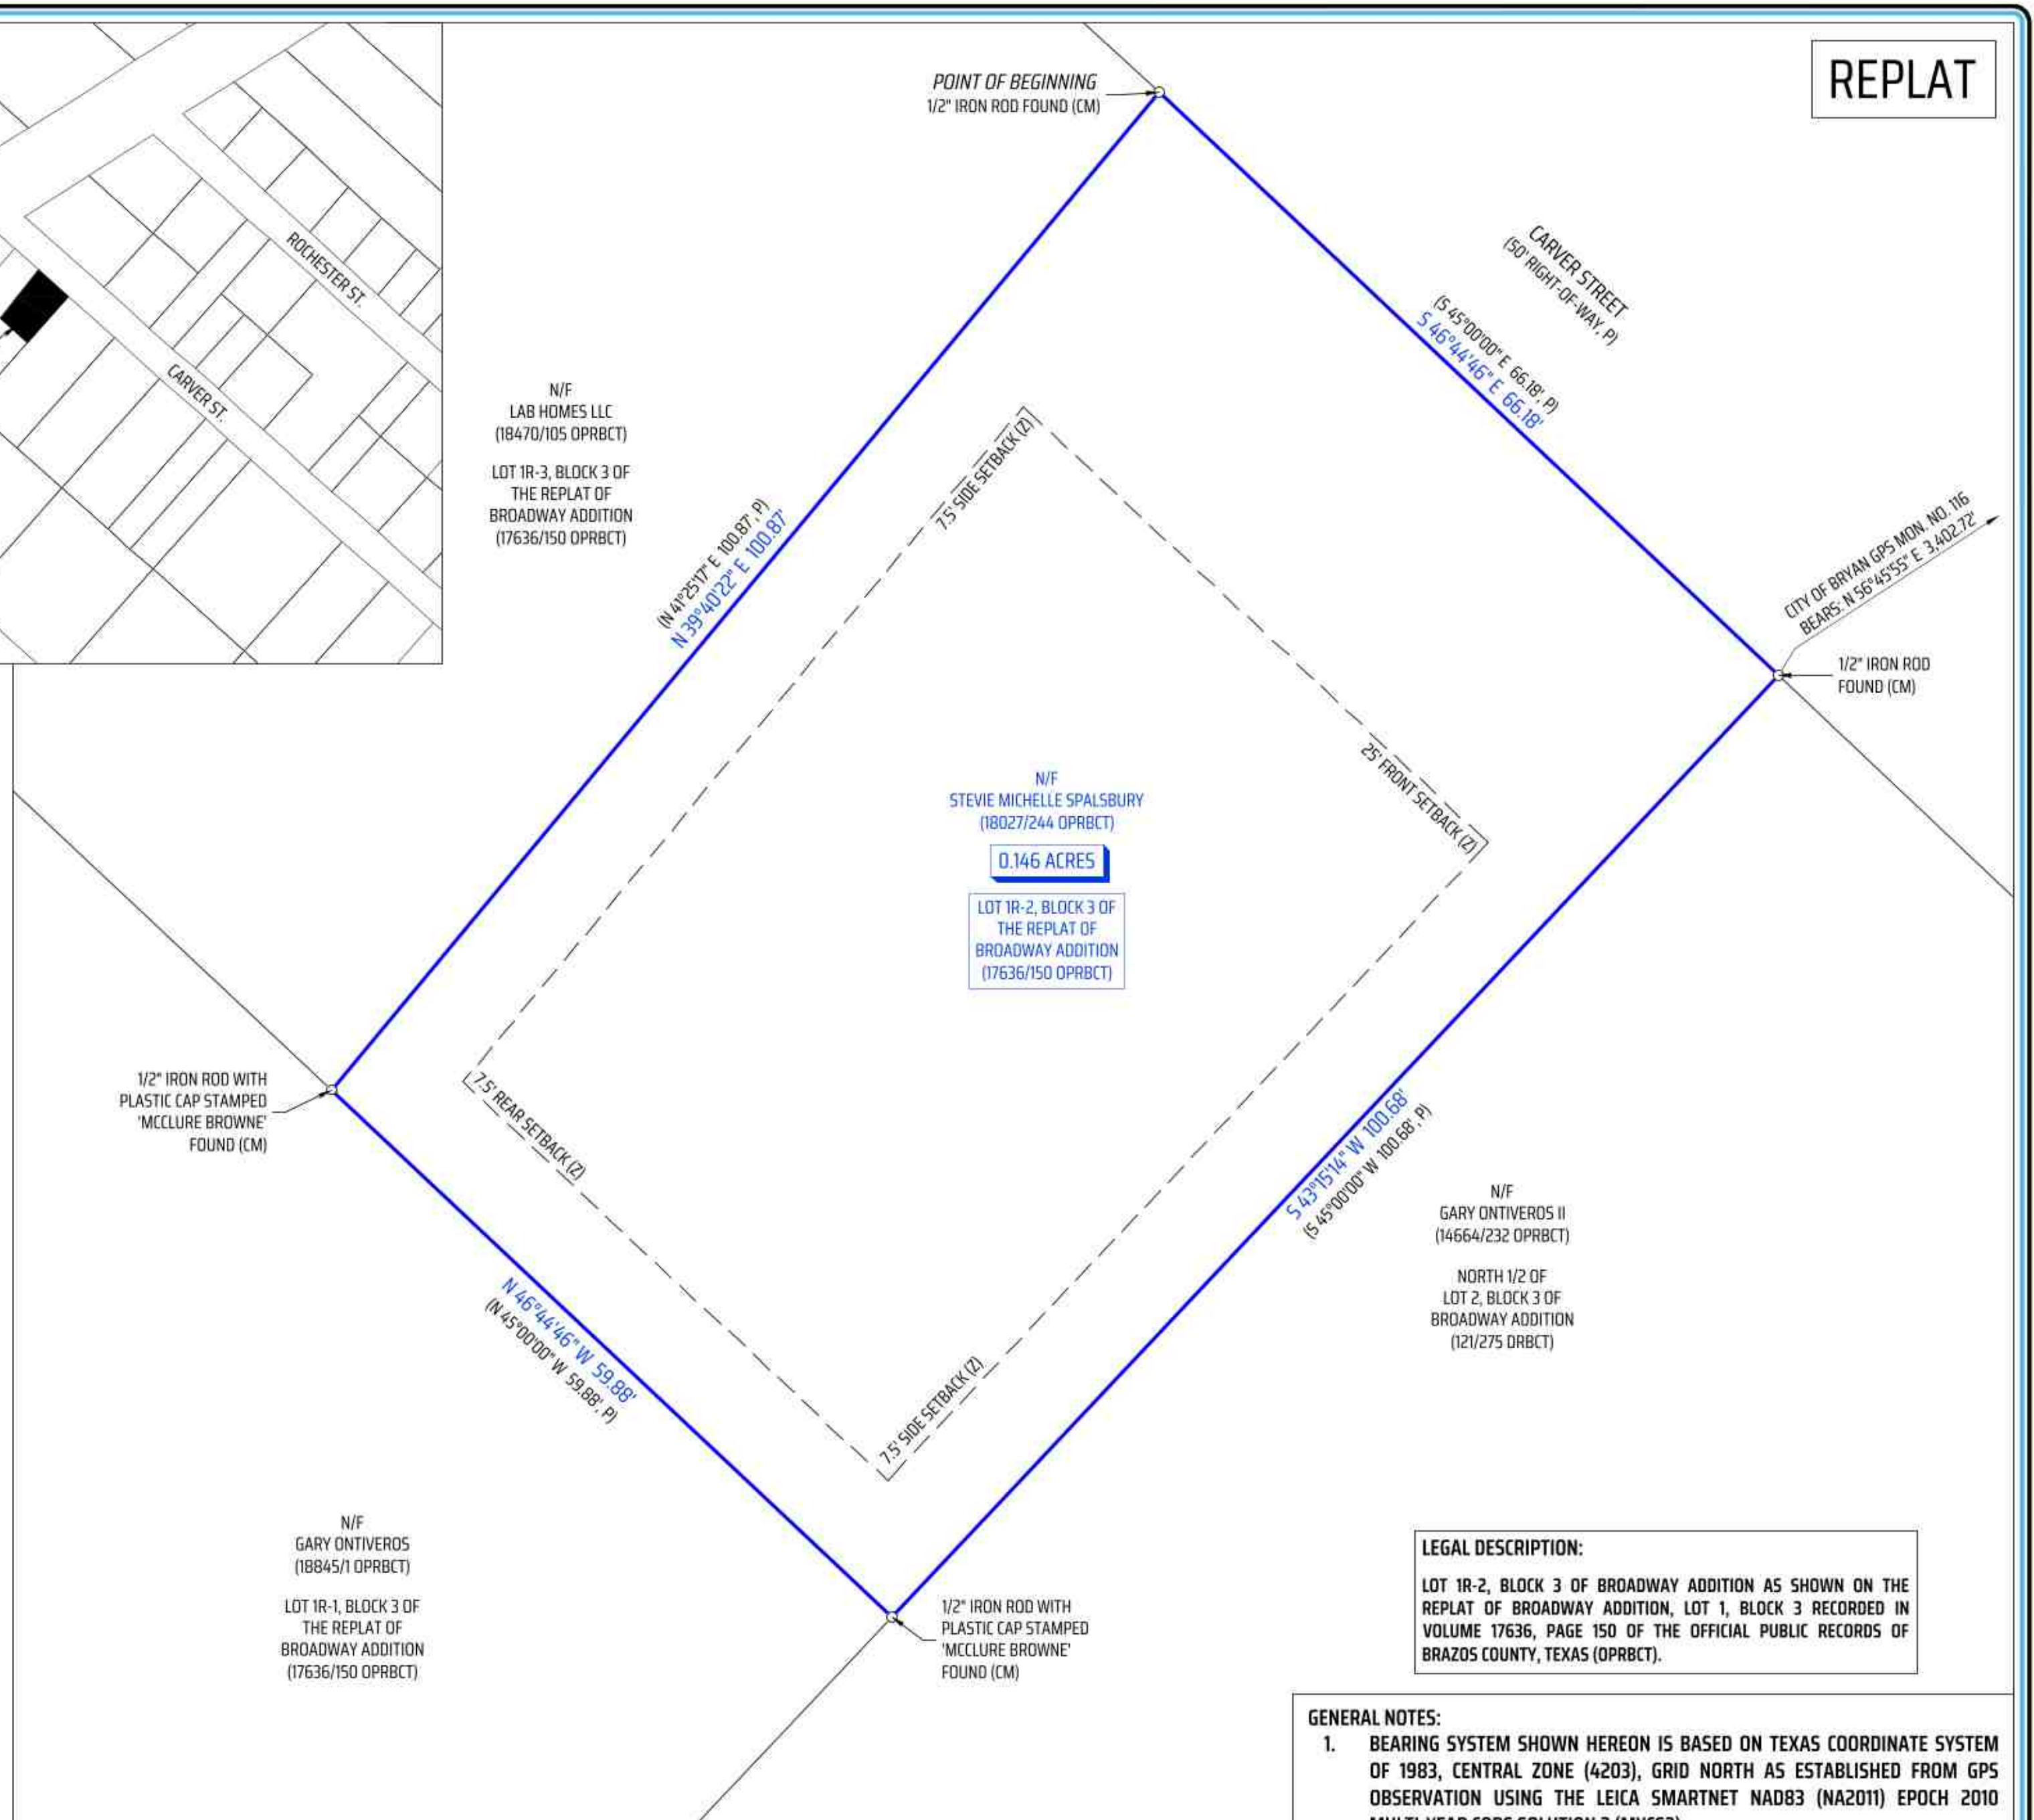 REPLAT
POINT OF BEGINNING
1/2" IRON ROD FOUND (CM)
ROCHESTER ST.
CARVER ST.
CARVER STREET
(50' RIGHT-OF-WAY, P)
(S 45°00'00" E 66.18', P)
S 46°44'46" E 66.18'
N/F
LAB HOMES LLC
(18470/105 OPRBCT)
LOT 1R-3, BLOCK 3 OF
THE REPLAT OF
BROADWAY ADDITION
(17636/150 OPRBCT)
(N 41°25'17" E 100.87', P)
N 39°40'22" E 100.87'
7.5' SIDE SETBACK (Z)
CITY OF BRYAN GPS MON. NO. 116
BEARS: N 56°45'55" E 3,402.72'
1/2" IRON ROD
FOUND (CM)
25' FRONT SETBACK (Z)
N/F
STEVIE MICHELLE SPALSBURY
(18027/244 OPRBCT)
0.146 ACRES
LOT 1R-2, BLOCK 3 OF
THE REPLAT OF
BROADWAY ADDITION
(17636/150 OPRBCT)
1/2" IRON ROD WITH
PLASTIC CAP STAMPED
'MCCLURE BROWNE'
FOUND (CM)
7.5' REAR SETBACK (Z)
S 43°15'14" W 100.68'
(S 45°00'00" W 100.68', P)
N/F
GARY ONTIVEROS II
(14664/232 OPRBCT)
NORTH 1/2 OF
LOT 2, BLOCK 3 OF
BROADWAY ADDITION
(121/275 DRBCT)
N 46°44'46" W 59.88'
(N 45°00'00" W 59.88', P)
7.5' SIDE SETBACK (Z)
N/F
GARY ONTIVEROS
(18845/1 OPRBCT)
LOT 1R-1, BLOCK 3 OF
THE REPLAT OF
BROADWAY ADDITION
(17636/150 OPRBCT)
1/2" IRON ROD WITH
PLASTIC CAP STAMPED
'MCCLURE BROWNE'
FOUND (CM)
LEGAL DESCRIPTION:
LOT 1R-2, BLOCK 3 OF BROADWAY ADDITION AS SHOWN ON THE
REPLAT OF BROADWAY ADDITION, LOT 1, BLOCK 3 RECORDED IN
VOLUME 17636, PAGE 150 OF THE OFFICIAL PUBLIC RECORDS OF
BRAZOS COUNTY, TEXAS (OPRBCT).
GENERAL NOTES:
1. BEARING SYSTEM SHOWN HEREON IS BASED ON TEXAS COORDINATE SYSTEM
OF 1983, CENTRAL ZONE (4203), GRID NORTH AS ESTABLISHED FROM GPS
OBSERVATION USING THE LEICA SMARTNET NAD83 (NA2011) EPOCH 2010